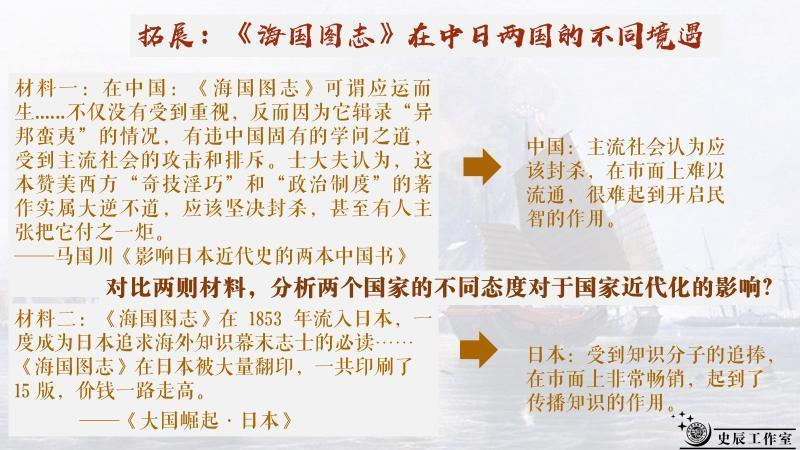 拓展：《海国图志》在中日两国的不同境遇
材料一：在中国：《海国图志》可谓应运而
生......不仅没有受到重视，反而因为它辑录“异
邦蛮夷”的情况，有违中国固有的学问之道，
受到主流社会的攻击和排斥。士大夫认为，这
本赞美西方“奇技淫巧”和“政治制度”的著
作实属大逆不道，应该坚决封杀，甚至有人主
张把它付之一炬。
——马国川《影响日本近代史的两本中国书》
中国：主流社会认为应
该封杀，在市面上难以
流通，很难起到开启民
智的作用。
对比两则材料，分析两个国家的不同态度对于国家近代化的影响?
材料二：《海国图志》在 1853 年流入日本，一
度成为日本追求海外知识幕末志士的必读……
《海国图志》在日本被大量翻印，一共印刷了
15 版，价钱一路走高。
——《大国崛起·日本》
日本：受到知识分子的追捧，
在市面上非常畅销，起到了
传播知识的作用。
史辰工作室